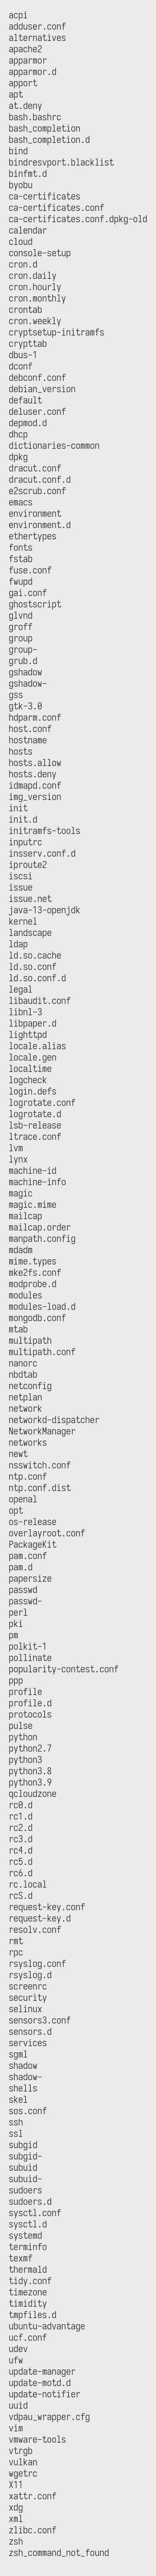 acpi
adduser.conf
alternatives
apache2
apparmor
apparmor.d
apport
apt
at.deny
bash.bashrc
bash_completion
bash_completion.d
bind
bindresvport.blacklist
binfmt.d
byobu
ca-certificates
ca-certificates.conf
ca-certificates.conf.dpkg-old
calendar
cloud
console-setup
cron.d
cron.daily
cron.hourly
cron.monthly
crontab
cron.weekly
cryptsetup-initramfs
crypttab
dbus-1
dconf
debconf.conf
debian_version
default
deluser.conf
depmod.d
dhcp
dictionaries-common
dpkg
dracut.conf
dracut.conf.d
e2scrub.conf
emacs
environment
environment.d
ethertypes
fonts
fstab
fuse.conf
fwupd
gai.conf
ghostscript
glvnd
groff
group
group-
grub.d
gshadow
gshadow-
gss
gtk-3.0
hdparm.conf
host.conf
hostname
hosts
hosts.allow
hosts.deny
idmapd.conf
img_version
init
init.d
initramfs-tools
inputrc
insserv.conf.d
iproute2
iscsi
issue
issue.net
java-13-openjdk
kernel
landscape
ldap
ld.so.cache
ld.so.conf
ld.so.conf.d
legal
libaudit.conf
libnl-3
libpaper.d
lighttpd
locale.alias
locale.gen
localtime
logcheck
login.defs
logrotate.conf
logrotate.d
lsb-release
ltrace.conf
lvm
lynx
machine-id
machine-info
magic
magic.mime
mailcap
mailcap.order
manpath.config
mdadm
mime.types
mke2fs.conf
modprobe.d
modules
modules-load.d
mongodb.conf
mtab
multipath
multipath.conf
nanorc
nbdtab
netconfig
netplan
network
networkd-dispatcher
NetworkManager
networks
newt
nsswitch.conf
ntp.conf
ntp.conf.dist
openal
opt
os-release
overlayroot.conf
PackageKit
pam.conf
pam.d
papersize
passwd
passwd-
perl
pki
pm
polkit-1
pollinate
popularity-contest.conf
ppp
profile
profile.d
protocols
pulse
python
python2.7
python3
python3.8
python3.9
qcloudzone
rc0.d
rc1.d
rc2.d
rc3.d
rc4.d
rc5.d
rc6.d
rc.local
rcS.d
request-key.conf
request-key.d
resolv.conf
rmt
rpc
rsyslog.conf
rsyslog.d
screenrc
security
selinux
sensors3.conf
sensors.d
services
sgml
shadow
shadow-
shells
skel
sos.conf
ssh
ssl
subgid
subgid-
subuid
subuid-
sudoers
sudoers.d
sysctl.conf
sysctl.d
systemd
terminfo
texmf
thermald
tidy.conf
timezone
timidity
tmpfiles.d
ubuntu-advantage
ucf.conf
udev
ufw
update-manager
update-motd.d
update-notifier
uuid
vdpau_wrapper.cfg
vim
vmware-tools
vtrgb
vulkan
wgetrc
X11
xattr.conf
xdg
xml
zlibc.conf
zsh
zsh_command_not_found